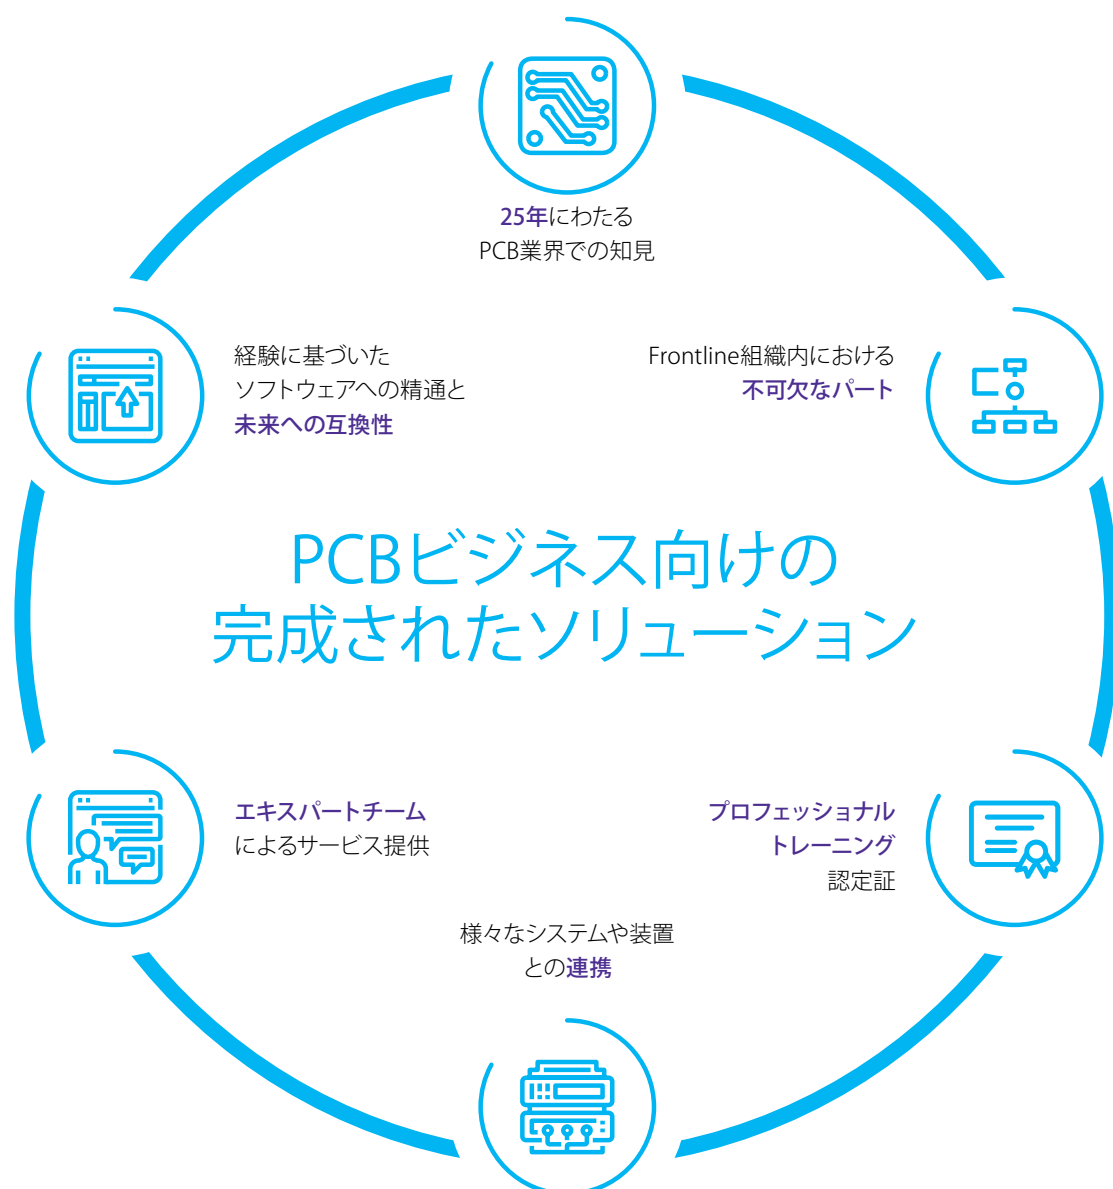 25年にわたる
PCB業界での知見
経験に基づいた
ソフトウェアへの精通と
未来への互換性
Frontline組織内における
不可欠なパート
PCBビジネス向けの
完成されたソリューション
エキスパートチーム
によるサービス提供
プロフェッショナル
トレーニング
認定証
様々なシステムや装置
との連携